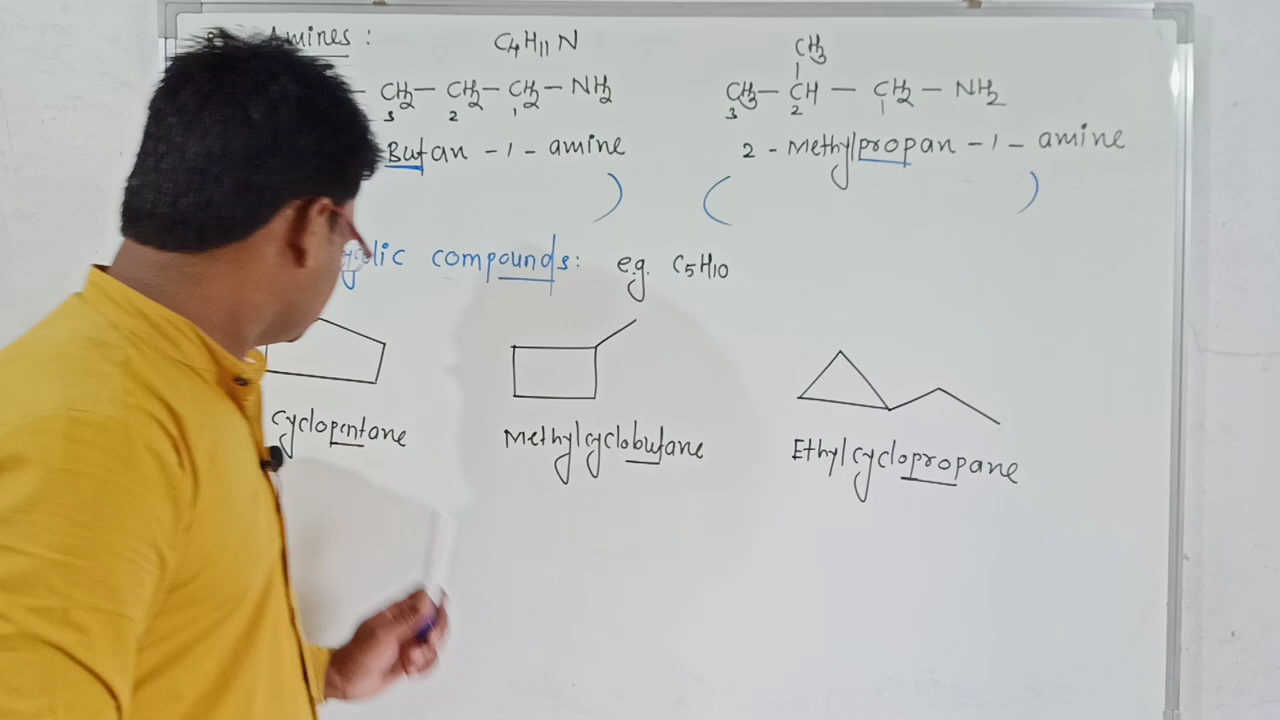 Amines : C4H11N
CH3
— CH2 — CH2 — CH2 — NH2 CH3 — CH — CH2 — NH2
3 2 1 3 2 1
Butan - 1 - amine 2 - Methylpropan - 1 - amine
( )
compounds: e.g. C5H10
Cyclopentane Methylcyclobutane Ethylcyclopropane